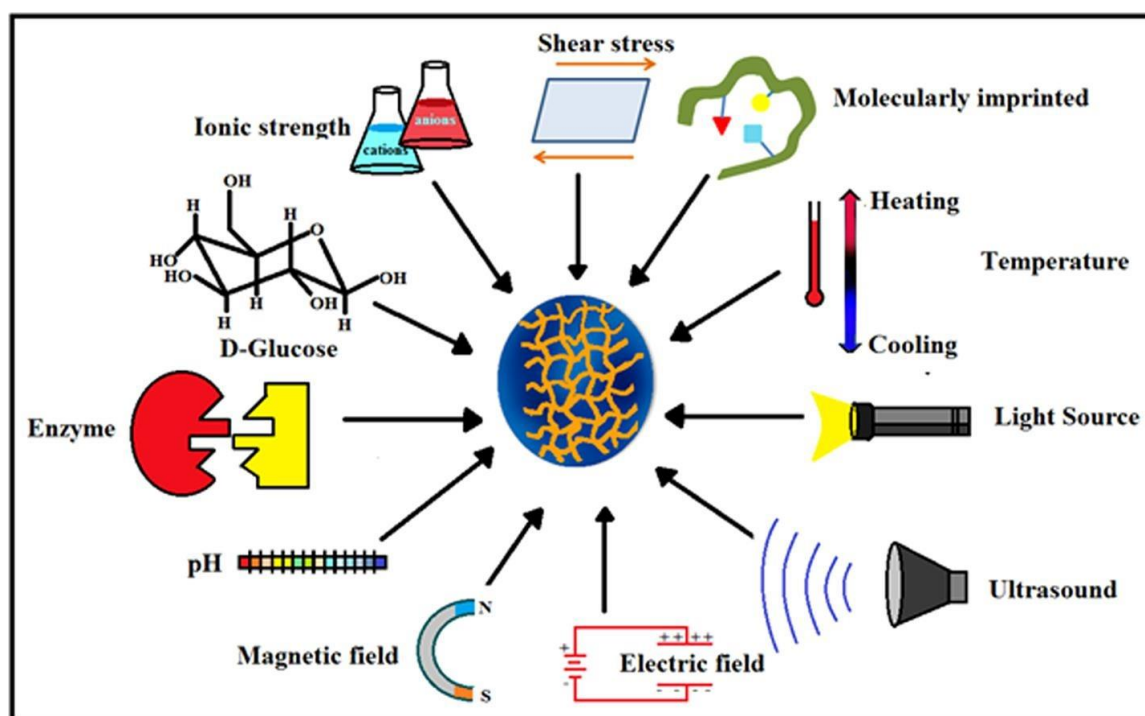 Shear stress
Molecularly imprinted
Ionic strength
anions
cations
OH
H
H
O
HO
HO
OH
OH
H
H
H
D-Glucose
Heating
Temperature
Cooling
Enzyme
Light Source
pH
Ultrasound
Magnetic field
N
S
+
-
++ ++
Electric field
- - - -